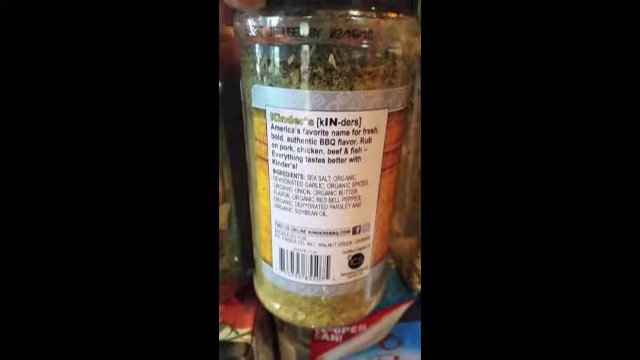 Kinder's [kIN-ders]
America's favorite name for fresh,
bold, authentic BBQ flavor. Rub
on pork, chicken, beef & fish –
Everything tastes better with
Kinder's!
INGREDIENTS: SEA SALT, ORGANIC
DEHYDRATED GARLIC, ORGANIC SPICES,
ORGANIC ONION, ORGANIC BUTTER
FLAVOR, ORGANIC RED BELL PEPPER,
ORGANIC DEHYDRATED PARSLEY AND
ORGANIC SOYBEAN OIL.
FIND US ONLINE KINDERSBBQ.COM
WALNUT CREEK, CA